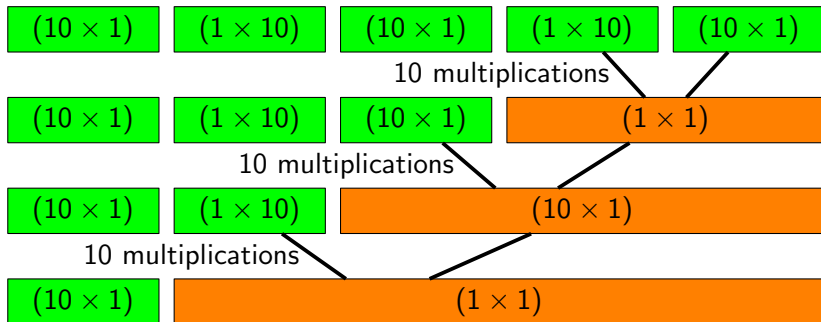 (10 × 1) (1 × 10) (10 × 1) (1 × 10) (10 × 1)
10 multiplications
(10 × 1) (1 × 10) (10 × 1) (1 × 1)
10 multiplications
(10 × 1) (1 × 10) (10 × 1)
10 multiplications
(10 × 1) (1 × 1)